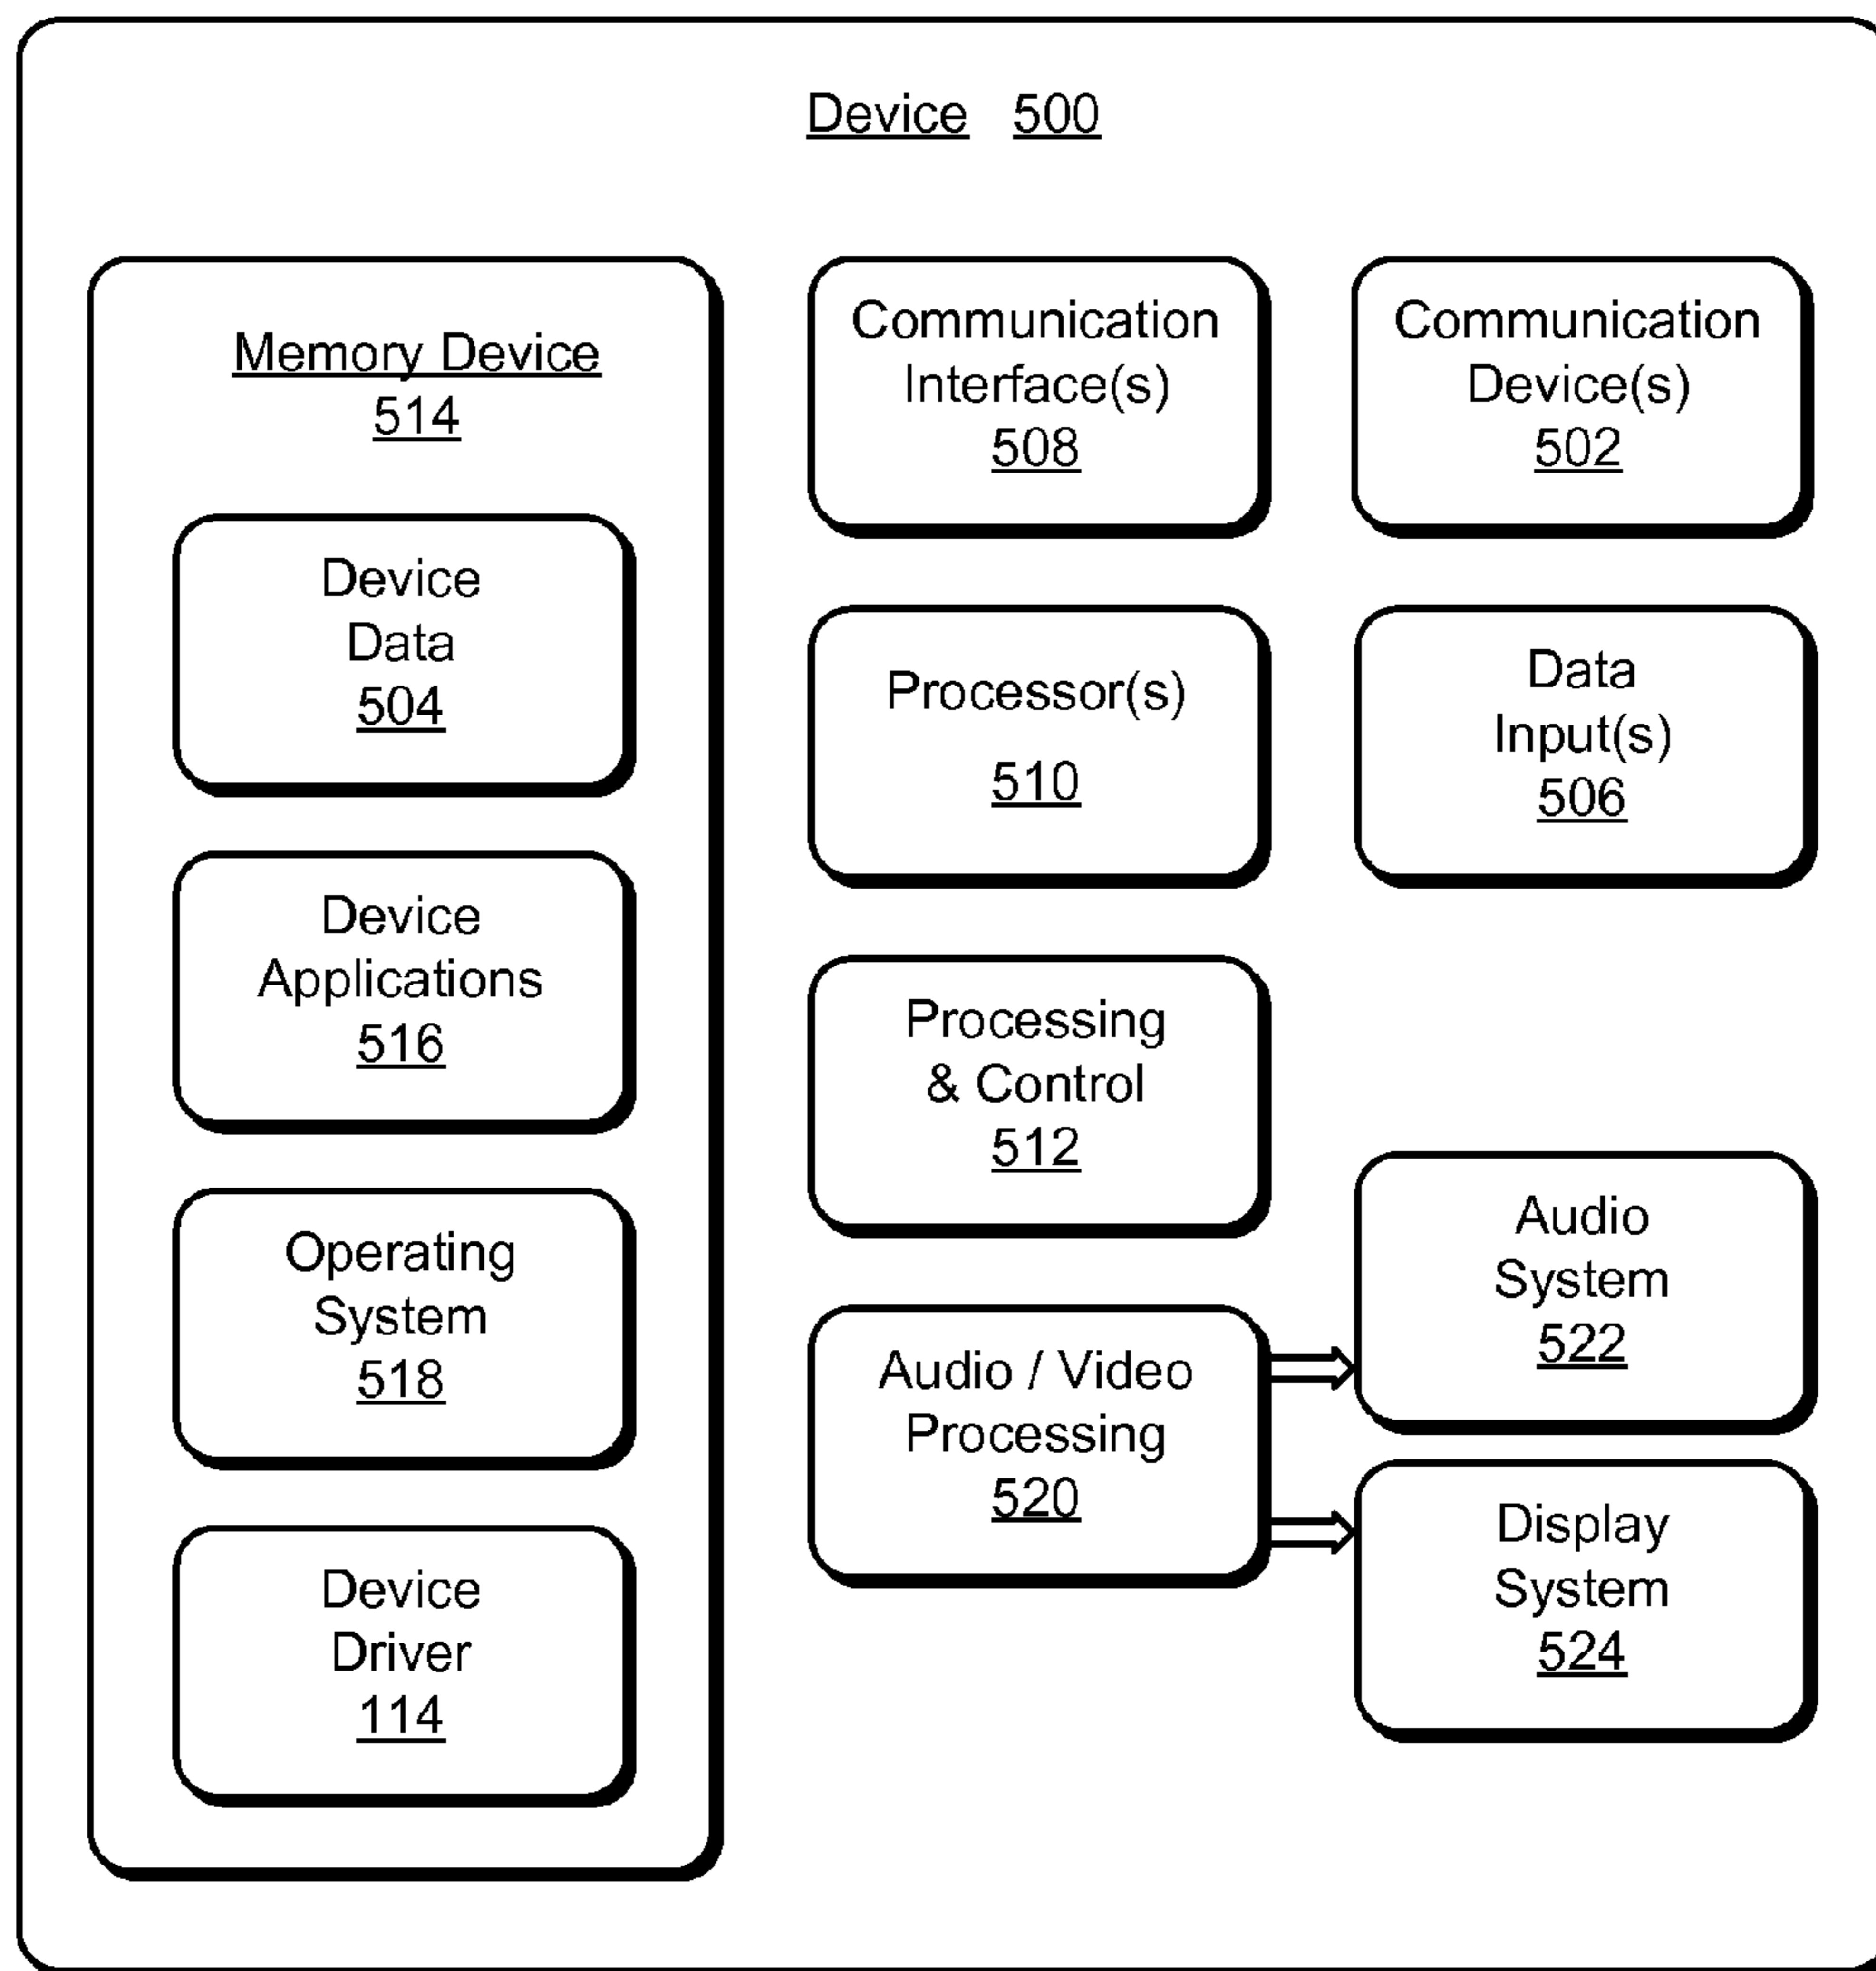 Device 500
Memory Device
514
Device
Data
504
Device
Applications
516
Operating
System
518
Device
Driver
114
Communication
Interface(s)
508
Communication
Device(s)
502
Processor(s)
510
Data
Input(s)
506
Processing
& Control
512
Audio / Video
Processing
520
Audio
System
522
Display
System
524